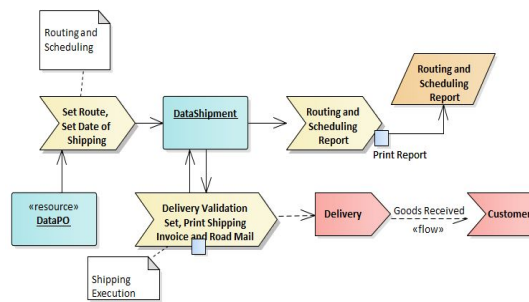 Routing and
Scheduling
Set Route,
Set Date of
Shipping
DataShipment
Routing and
Scheduling
Report
Routing and
Scheduling
Report
Print Report
«resource»
DataPO
Delivery Validation
Set, Print Shipping
Invoice and Road Mail
Delivery
Goods Received
«flow»
Customer
Shipping
Execution